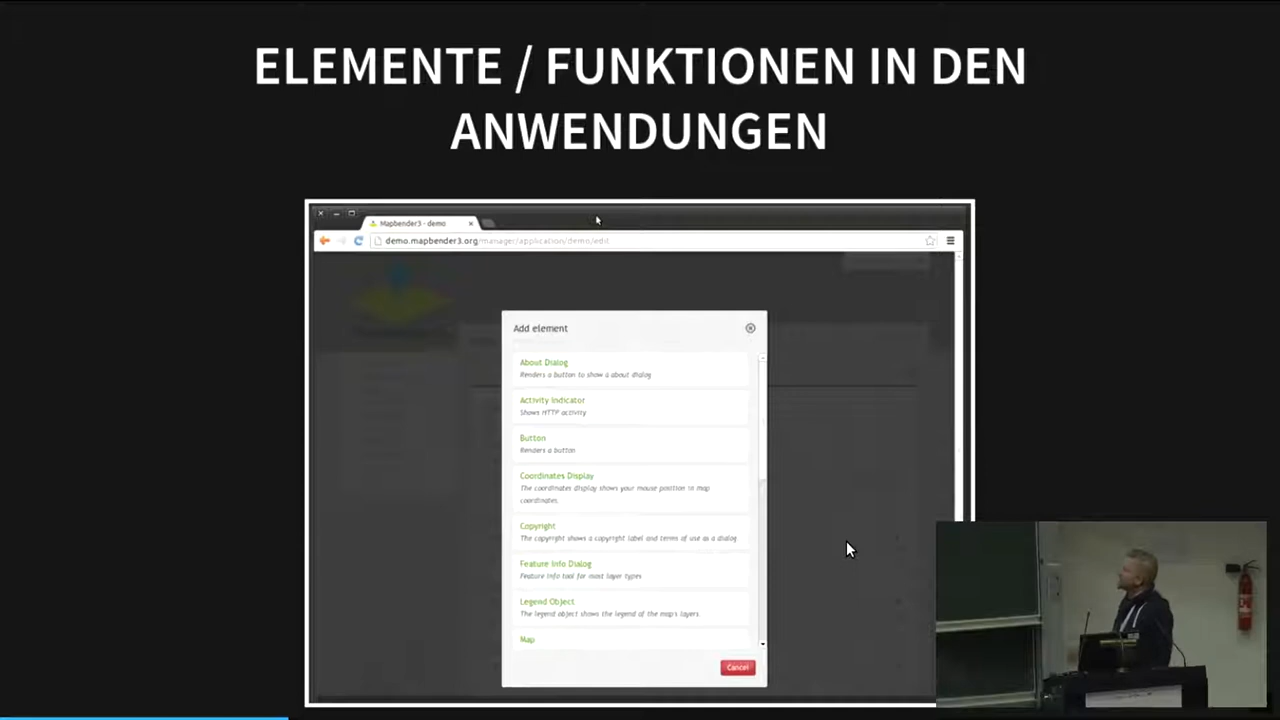 ELEMENTE / FUNKTIONEN IN DEN
ANWENDUNGEN
Mapbender3 - demo
demo.mapbender3.org/manager/application/demo/edit
Add element
About Dialog
Renders a button to show a about dialog
Activity Indicator
Shows HTTP activity
Button
Renders a button
Coordinates Display
The coordinates display shows your mouse position in map
coordinates.
Copyright
The copyright shows a copyright label and terms of use as a dialog
Feature Info Dialog
Feature info tool for most layer types
Legend Object
The legend object shows the legend of the map's layers
Map
Cancel